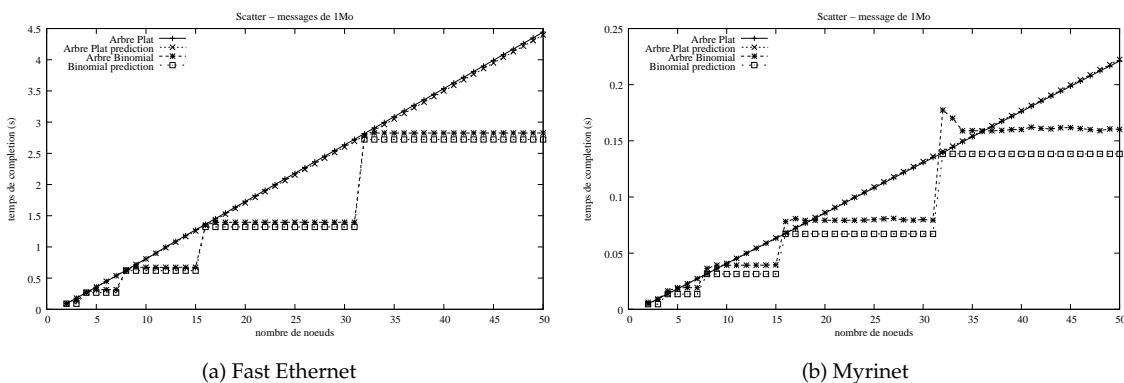 Scatter – messages de 1Mo
4.5
4
3.5
3
2.5
2
1.5
1
0.5
0
temps de completion (s)
Arbre Plat
Arbre Plat prediction
Arbre Binomial
Binomial prediction
0 5 10 15 20 25 30 35 40 45 50
nombre de noeuds
(a) Fast Ethernet
Scatter – message de 1Mo
0.25
0.2
0.15
0.1
0.05
0
temps de completion (s)
Arbre Plat
Arbre Plat prediction
Arbre Binomial
Binomial prediction
0 5 10 15 20 25 30 35 40 45 50
nombre de noeuds
(b) Myrinet